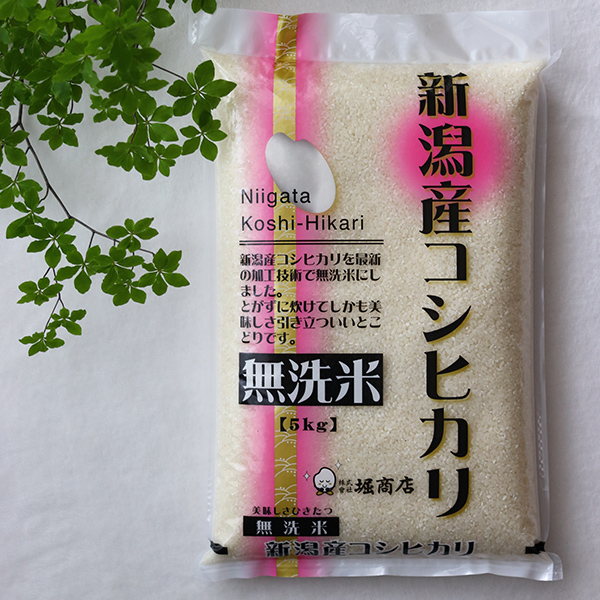 新潟産コシヒカリ
Niigata
Koshi-Hikari
新潟産コシヒカリを最新
の加工技術で無洗米にし
ました。
とがずに炊けてしかも美
味しさ引き立ついいとこ
どりです。
無洗米
【5kg】
株式會社 堀商店
美味しさひきたつ
無洗米
新潟産コシヒカリ